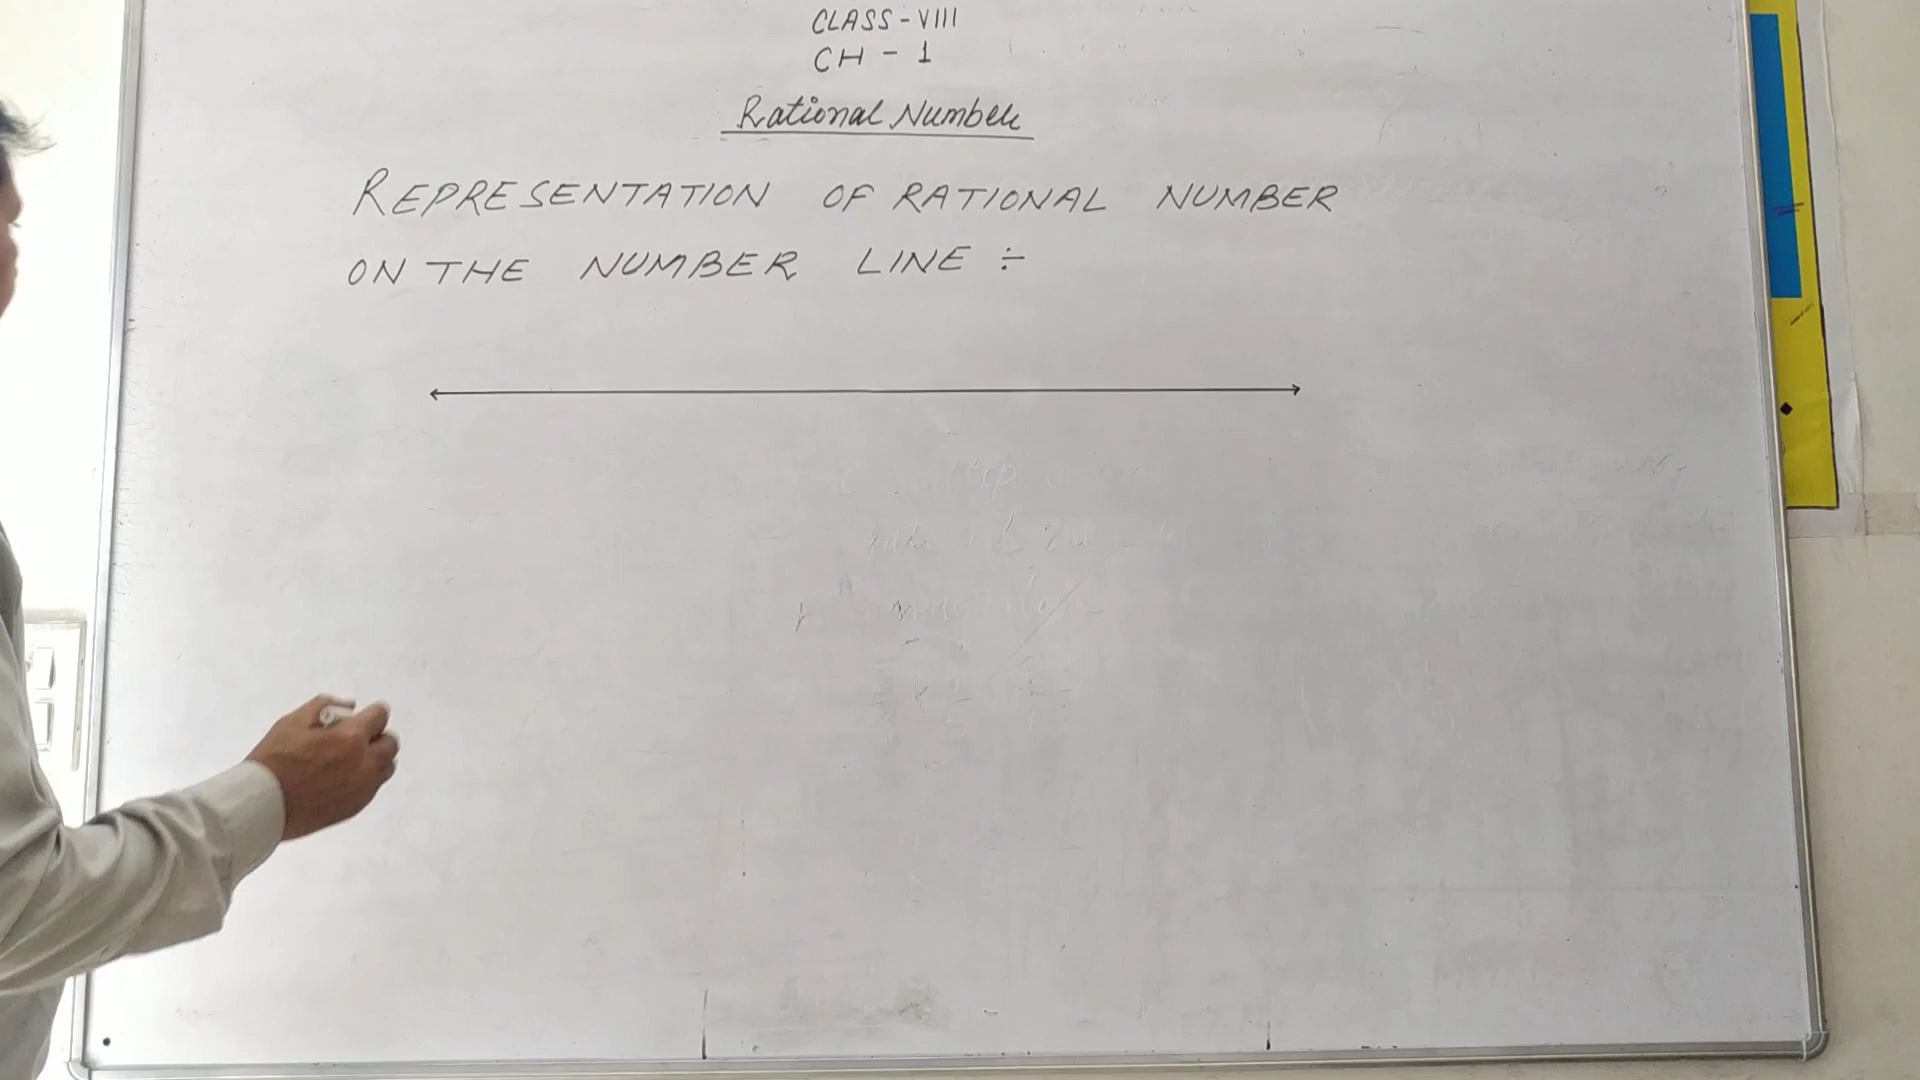 CLASS - VIII
CH - 1
Rational Number
REPRESENTATION OF RATIONAL NUMBER
ON THE NUMBER LINE ÷